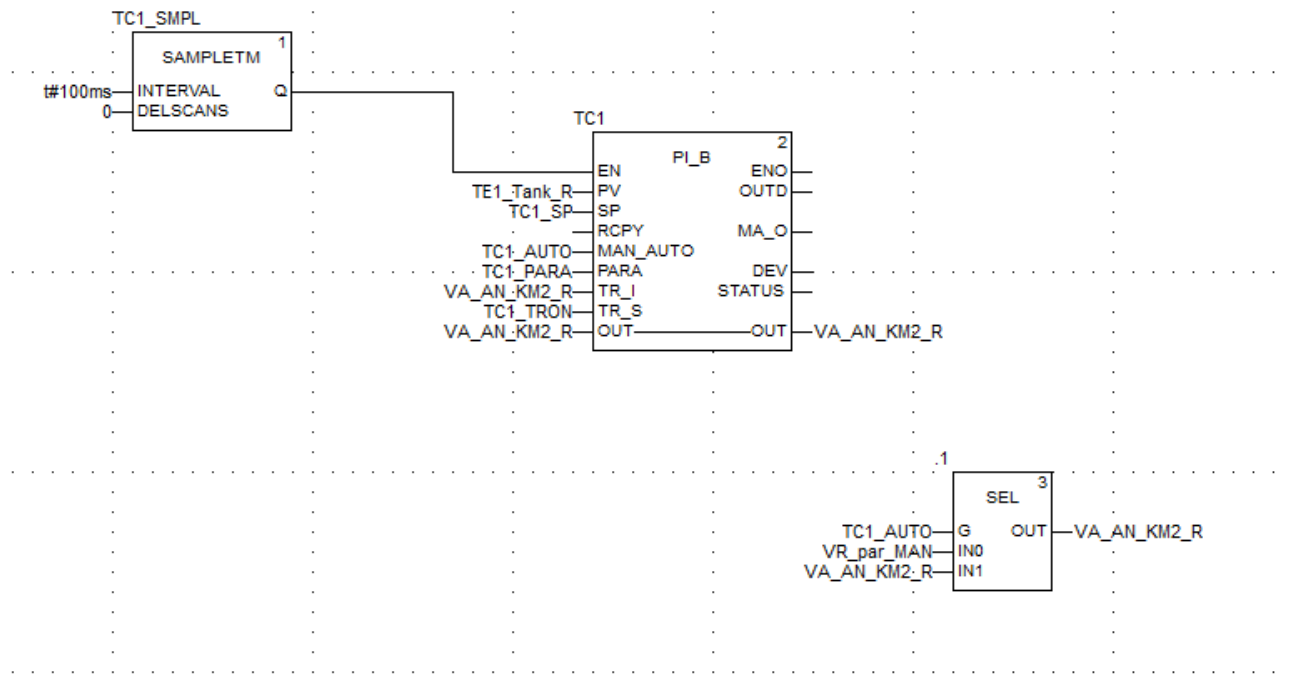 TC1_SMPL
1
SAMPLETM
t#100ms INTERVAL Q
0 DELSCANS
TC1
2
PI_B
EN ENO
TE1_Tank_R PV OUTD
TC1_SP SP
RCPY MA_O
TC1_AUTO MAN_AUTO
TC1_PARA PARA DEV
VA_AN_KM2_R TR_I STATUS
TC1_TRON TR_S
VA_AN_KM2_R OUT OUT VA_AN_KM2_R
.1
3
SEL
TC1_AUTO G OUT VA_AN_KM2_R
VR_par_MAN IN0
VA_AN_KM2_R IN1